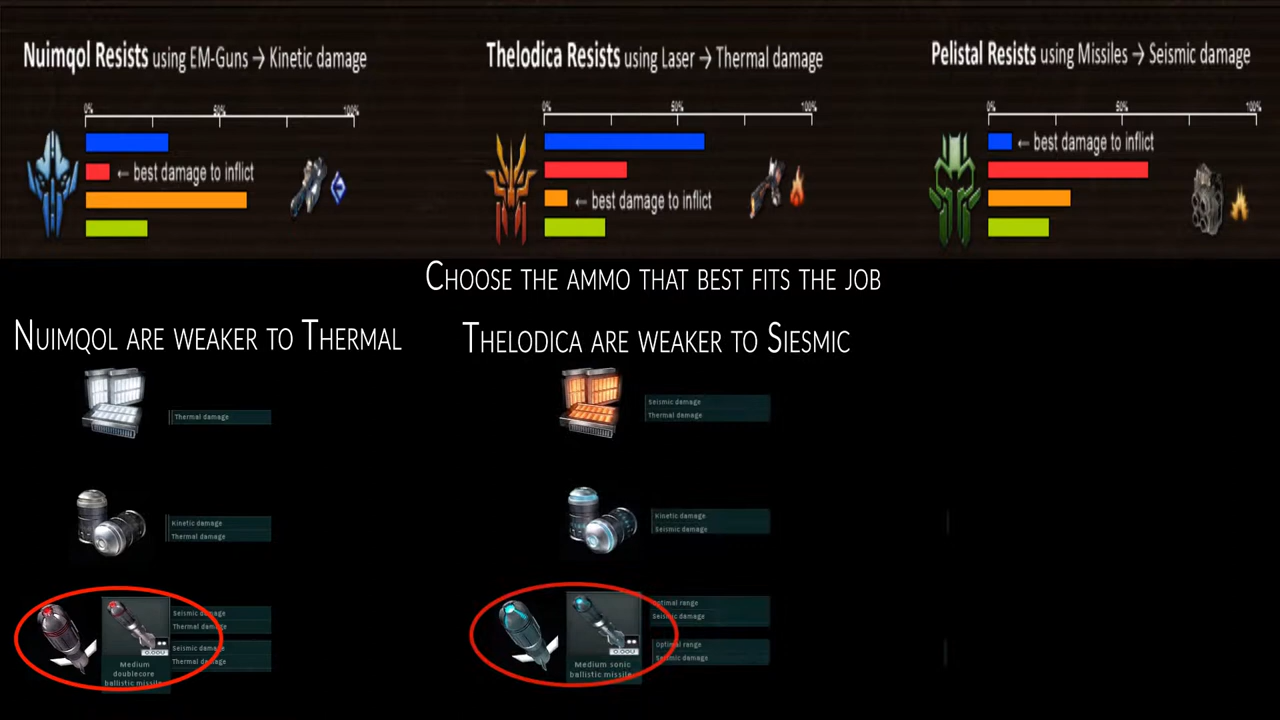 Nuimqol Resists using EM-Guns → Kinetic damage
0% 50% 100%
← best damage to inflict
Thelodica Resists using Laser → Thermal damage
0% 50% 100%
← best damage to inflict
Pelistal Resists using Missiles → Seismic damage
0% 50% 100%
← best damage to inflict
Choose the ammo that best fits the job
Nuimqol are weaker to Thermal
Thermal damage
Kinetic damage
Thermal damage
Seismic damage
Thermal damage
Seismic damage
Thermal damage
0.00U
Medium
doublecore
ballistic missile
Thelodica are weaker to Siesmic
Seismic damage
Thermal damage
Kinetic damage
Seismic damage
Optimal range
Seismic damage
Optimal range
Seismic damage
0.00U
Medium sonic
ballistic missile